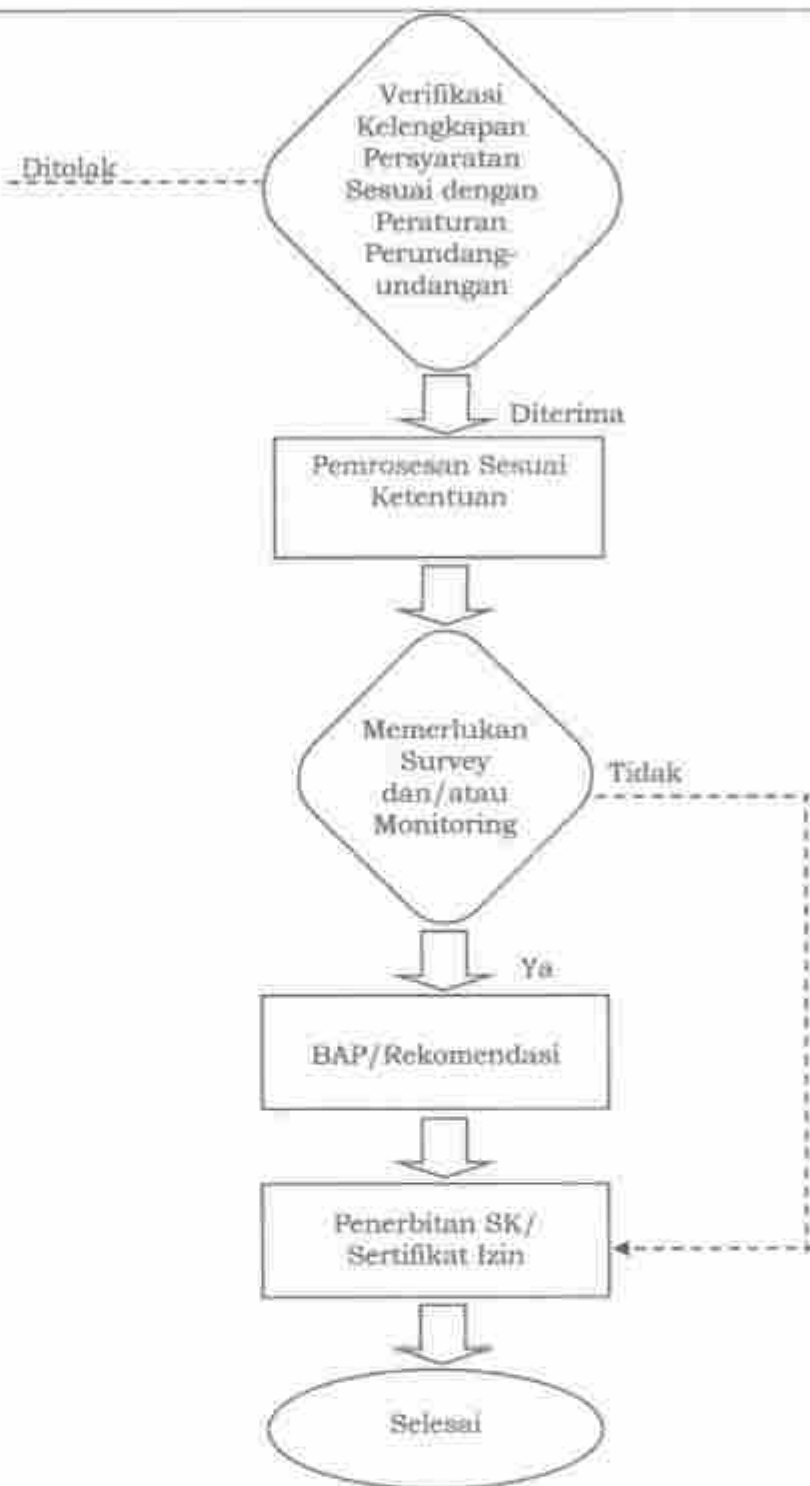 Verifikasi
Kelengkapan
Persyaratan
Sesuai dengan
Peraturan
Perundang-
undangan
Ditolak
Diterima
Pemrosesan Sesuai
Ketentuan
Memerlukan
Survey
dan/atau
Monitoring
Tidak
Ya
BAP/Rekomendasi
Penerbitan SK/
Sertifikat Izin
Selesai